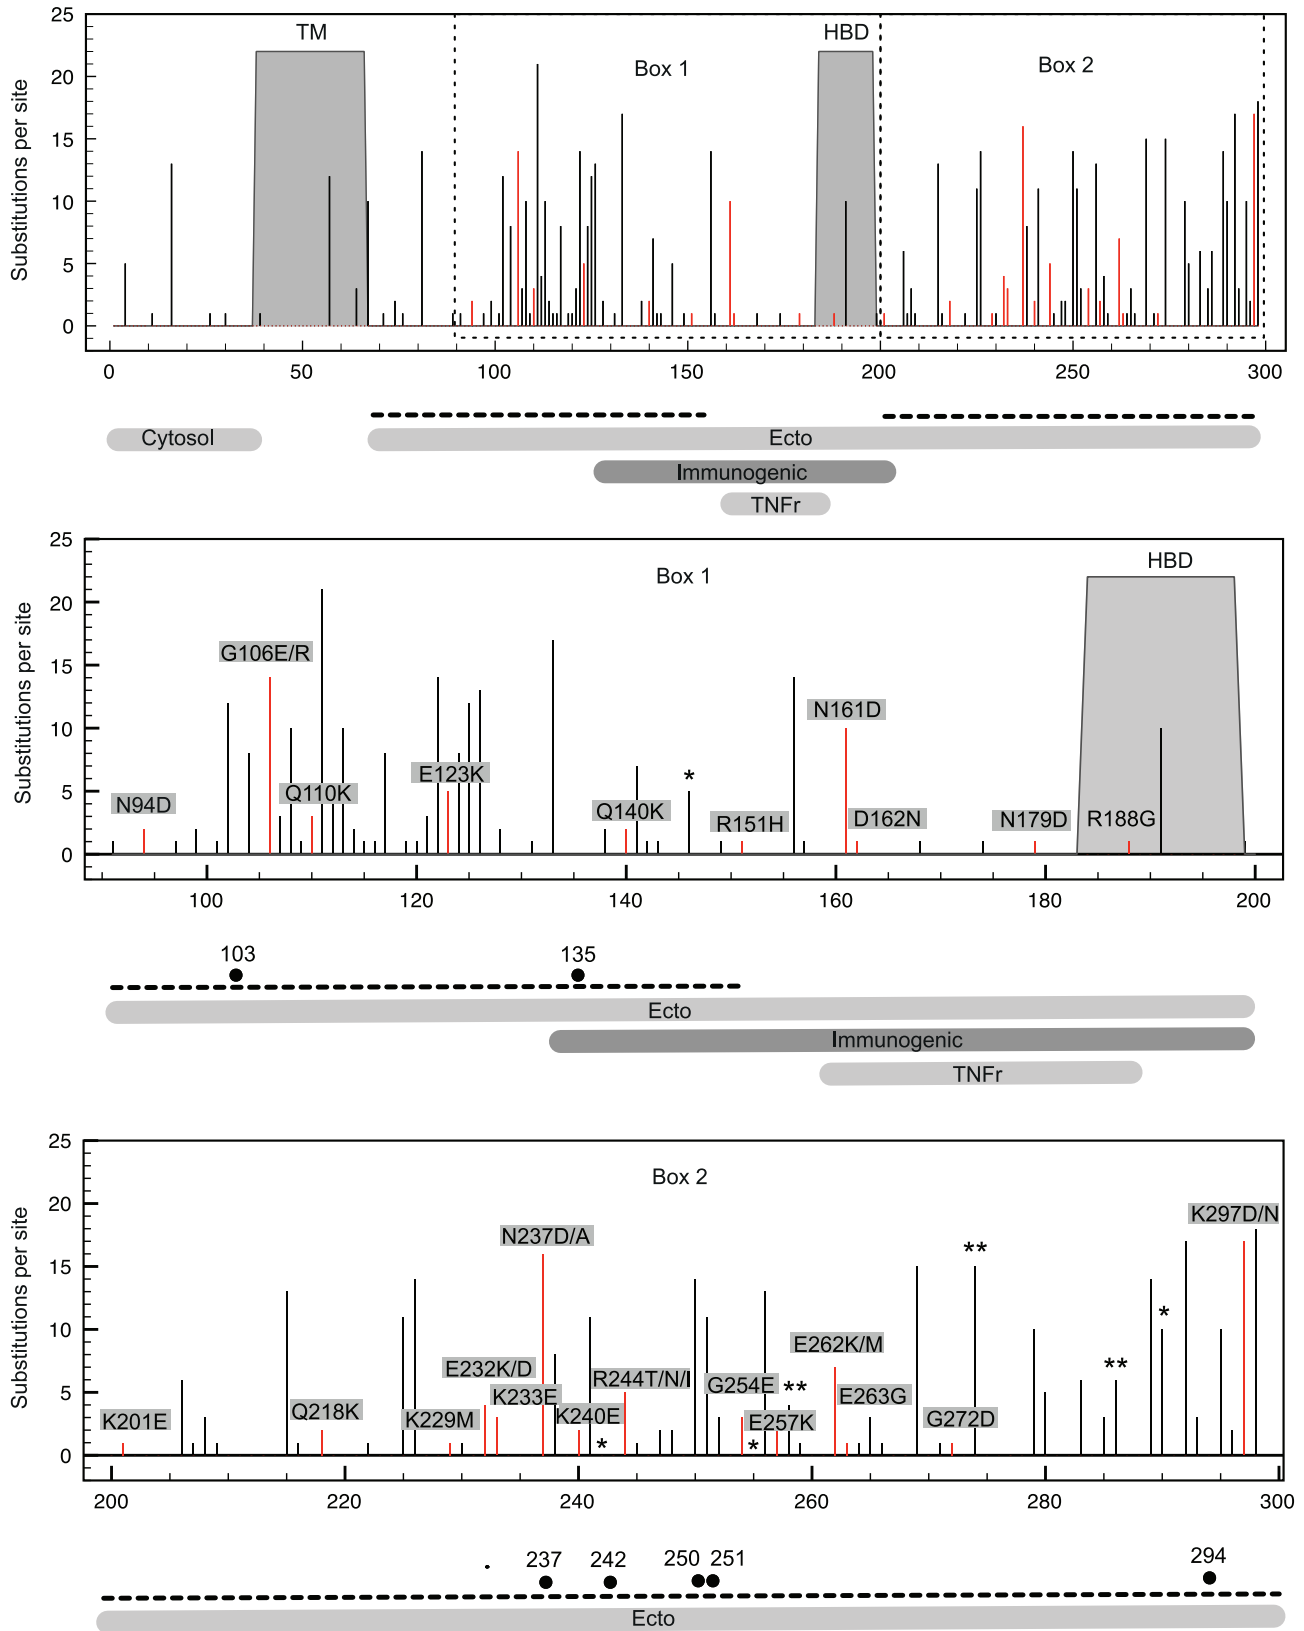 Substitutions per site
25
20
15
10
5
0
TM
Box 1
HBD
Box 2
0 50 100 150 200 250 300
Cytosol
Ecto
Immunogenic
TNFr
Substitutions per site
25
20
15
10
5
0
Box 1
HBD
G106E/R
N94D
Q110K
E123K
*
Q140K
R151H
N161D
D162N
N179D
R188G
100 120 140 160 180 200
103 135
Ecto
Immunogenic
TNFr
Substitutions per site
25
20
15
10
5
0
Box 2
K201E
Q218K
K229M
E232K/D
K233E
N237D/A
K240E
*
R244T/N/I
G254E
*
E257K
**
E262K/M
E263G
G272D
**
**
*
K297D/N
200 220 240 260 280 300
237 242 250 251 294
Ecto